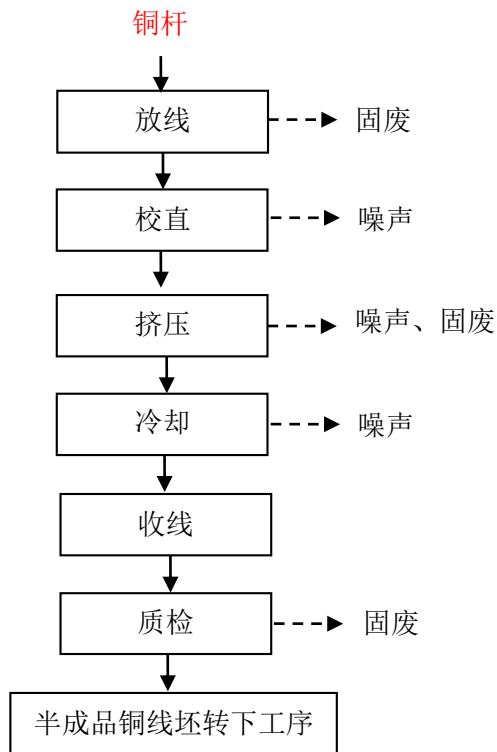 铜杆
放线
固废
校直
噪声
挤压
噪声、固废
冷却
噪声
收线
质检
固废
半成品铜线坯转下工序